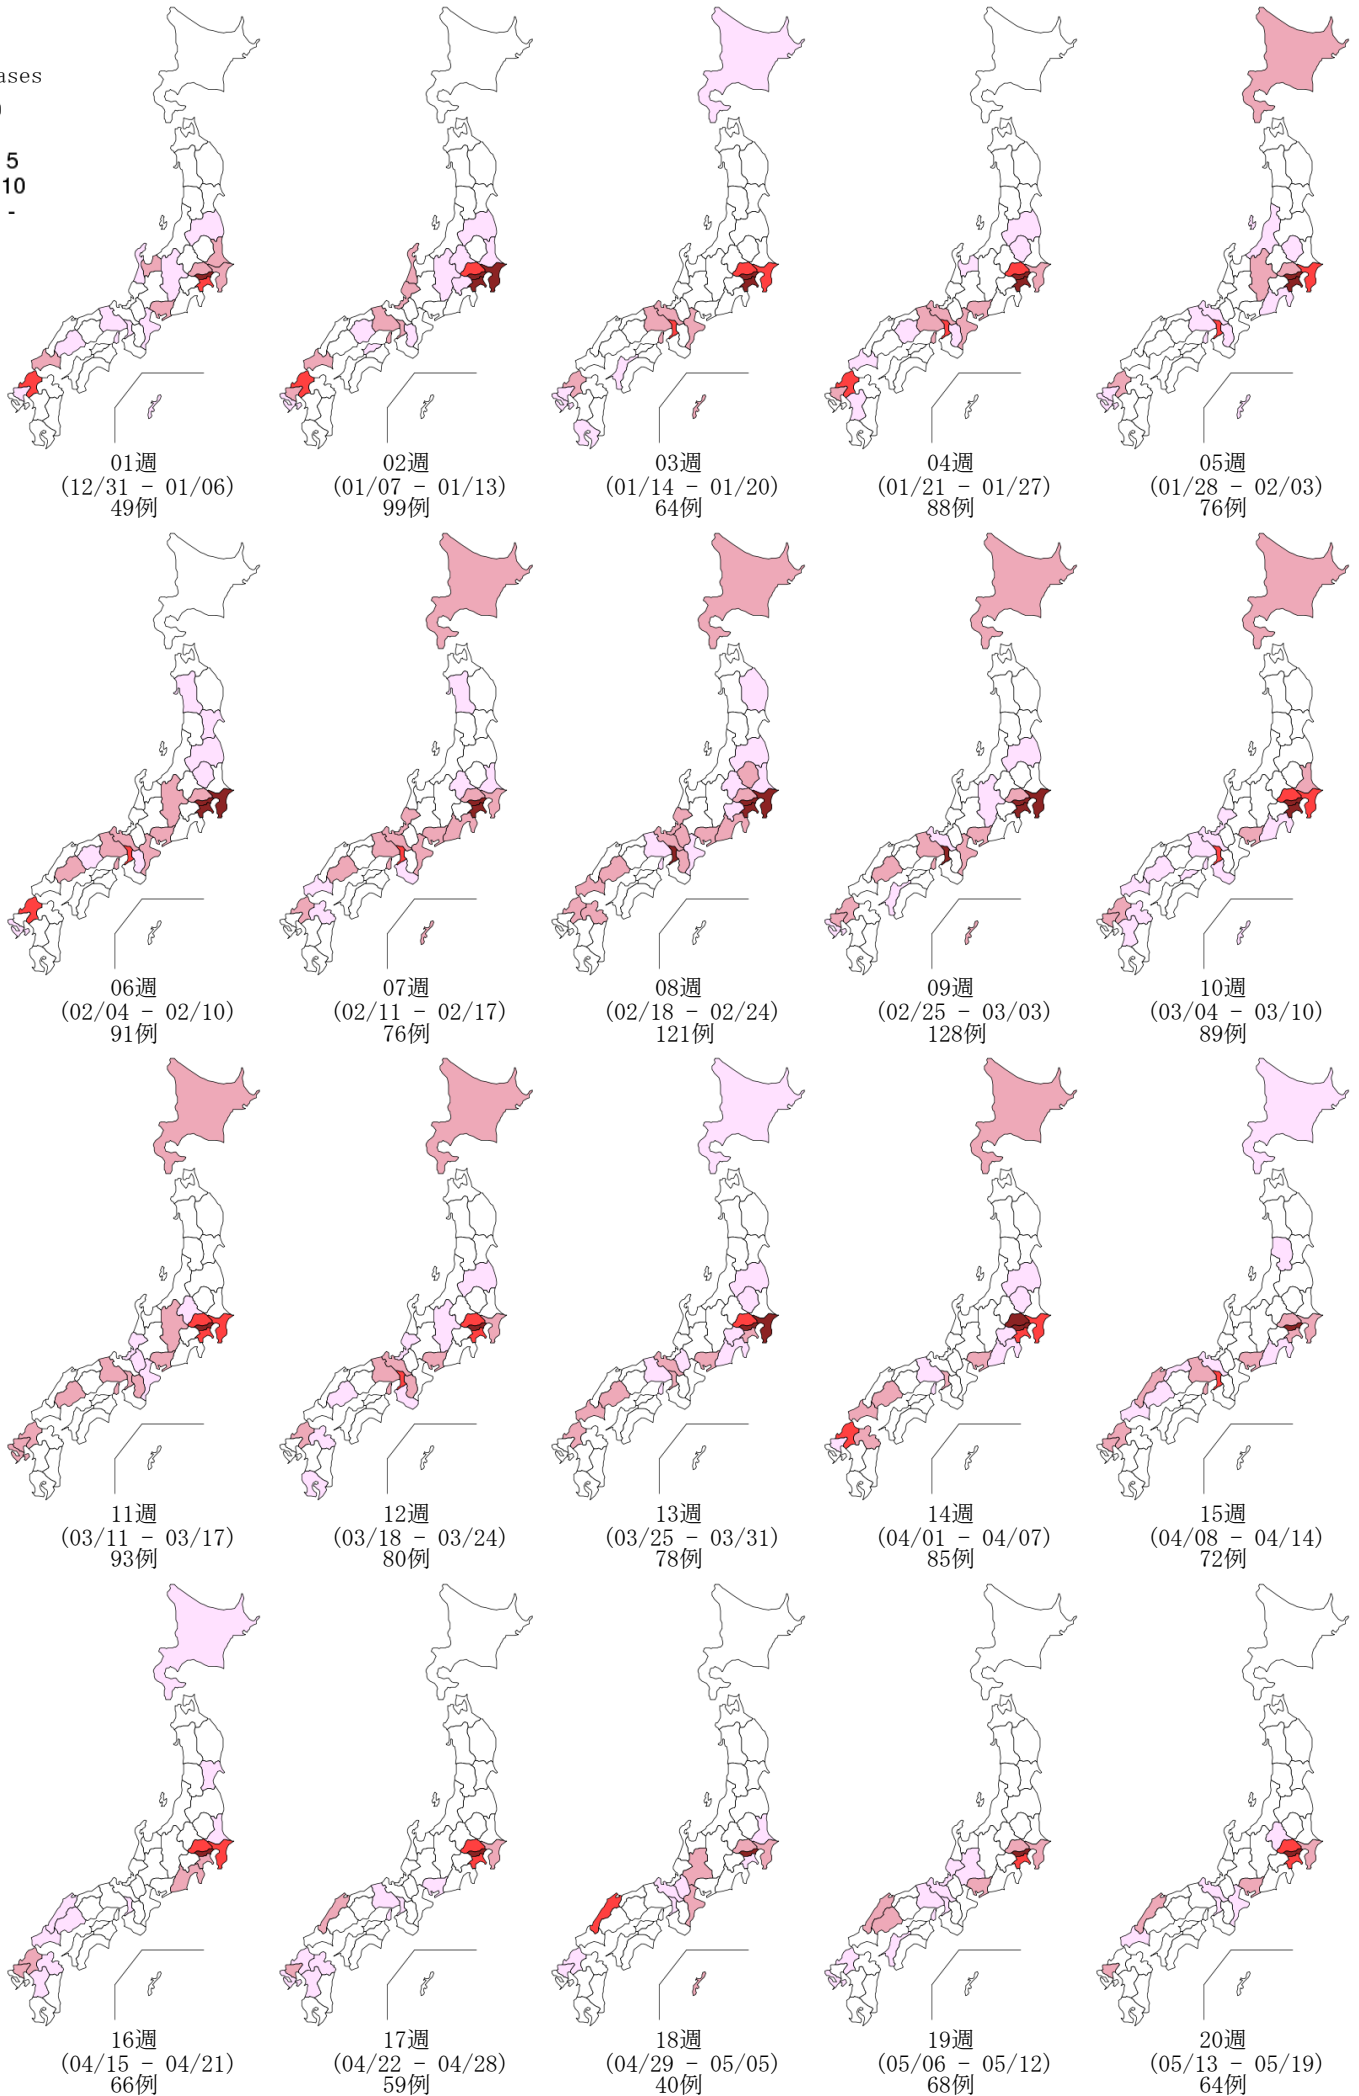 5
10
-
01週
(12/31 - 01/06)
49例
02週
(01/07 - 01/13)
99例
03週
(01/14 - 01/20)
64例
04週
(01/21 - 01/27)
88例
05週
(01/28 - 02/03)
76例
06週
(02/04 - 02/10)
91例
07週
(02/11 - 02/17)
76例
08週
(02/18 - 02/24)
121例
09週
(02/25 - 03/03)
128例
10週
(03/04 - 03/10)
89例
11週
(03/11 - 03/17)
93例
12週
(03/18 - 03/24)
80例
13週
(03/25 - 03/31)
78例
14週
(04/01 - 04/07)
85例
15週
(04/08 - 04/14)
72例
16週
(04/15 - 04/21)
66例
17週
(04/22 - 04/28)
59例
18週
(04/29 - 05/05)
40例
19週
(05/06 - 05/12)
68例
20週
(05/13 - 05/19)
64例